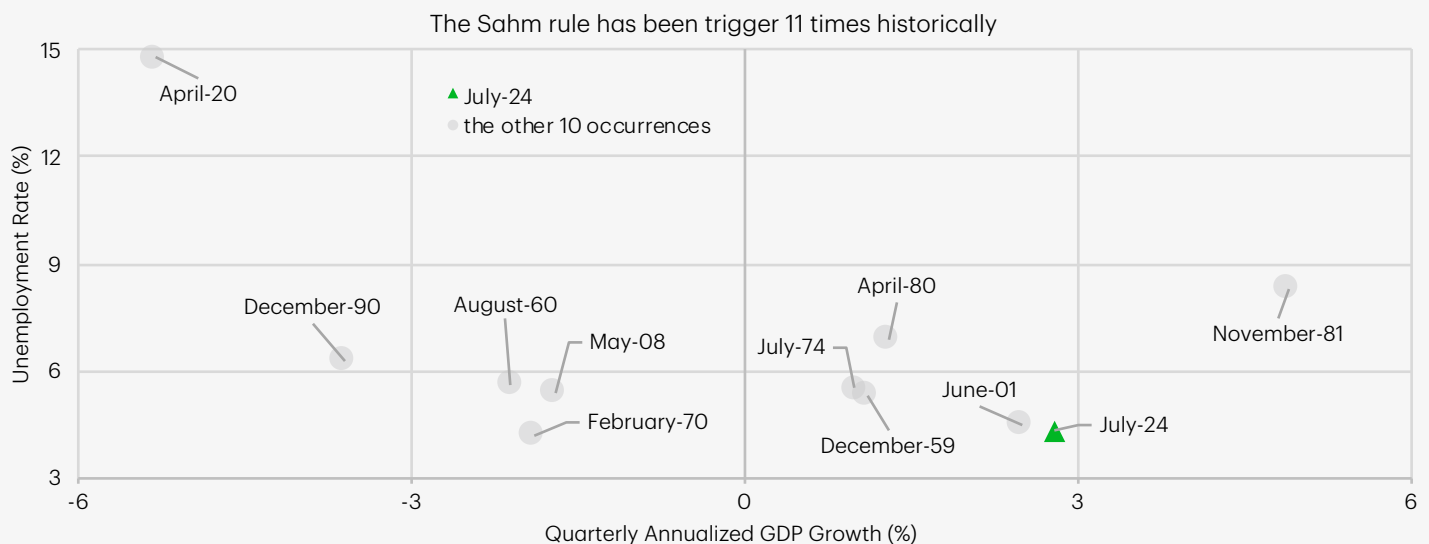 The Sahm rule has been trigger 11 times historically
15
April-20
July-24
the other 10 occurrences
12
Unemployment Rate (%)
9
April-80
December-90
August-60
November-81
May-08
July-74
6
June-01
February-70
July-24
December-59
3
-6
-3
0
3
6
Quarterly Annualized GDP Growth (%)